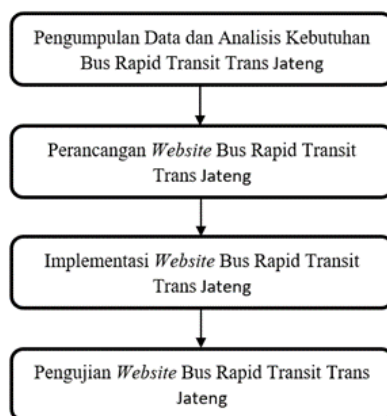 Pengumpulan Data dan Analisis Kebutuhan
Bus Rapid Transit Trans Jateng
Perancangan Website Bus Rapid Transit
Trans Jateng
Implementasi Website Bus Rapid Transit
Trans Jateng
Pengujian Website Bus Rapid Transit Trans
Jateng